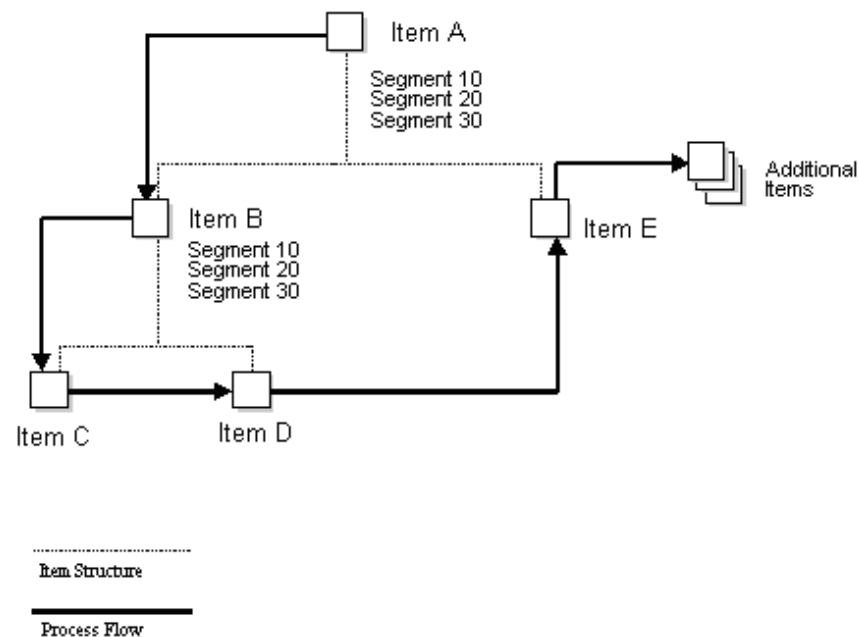 Item A
Segment 10
Segment 20
Segment 30
Additional
Items
Item B
Segment 10
Segment 20
Segment 30
Item E
Item C
Item D
Item Structure
Process Flow